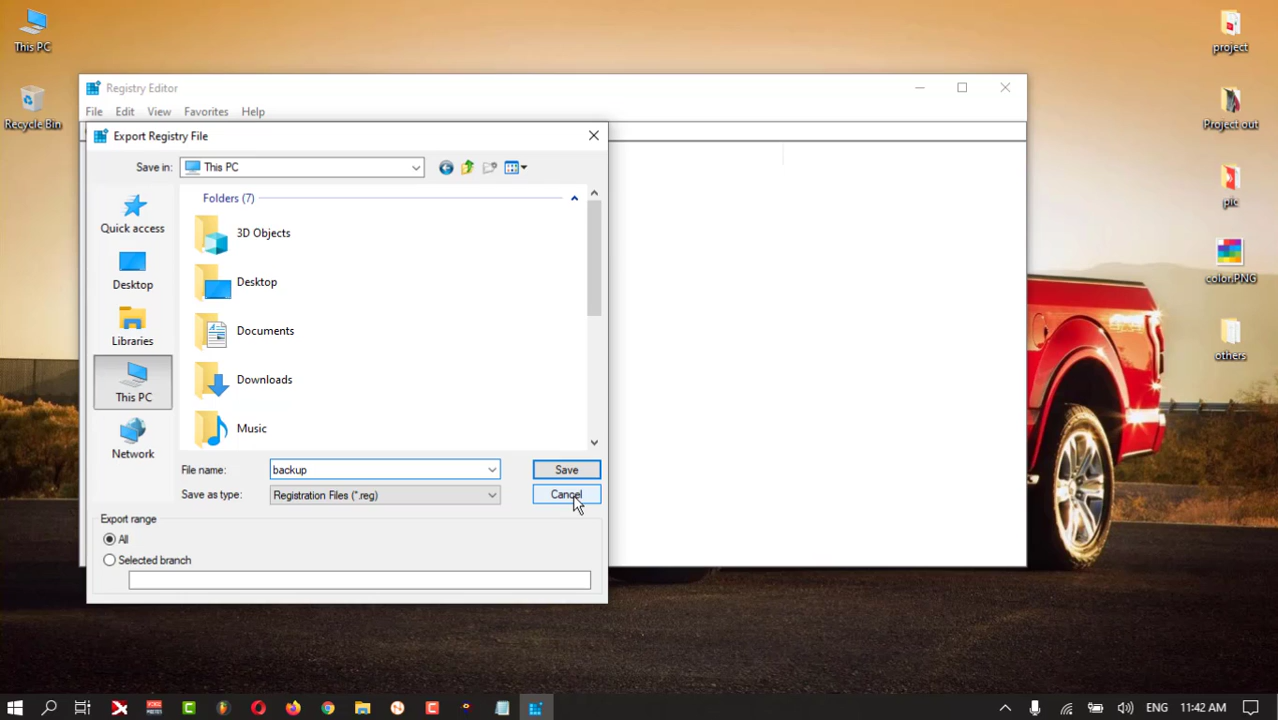 This PC
Recycle Bin
project
Project out
pic
color.PNG
others
Registry Editor
File Edit View Favorites Help
Export Registry File
Save in: This PC
Quick access
Desktop
Libraries
This PC
Network
Folders (7)
3D Objects
Desktop
Documents
Downloads
Music
File name: backup
Save
Save as type: Registration Files (*.reg)
Cancel
Export range
All
Selected branch
ENG 11:42 AM